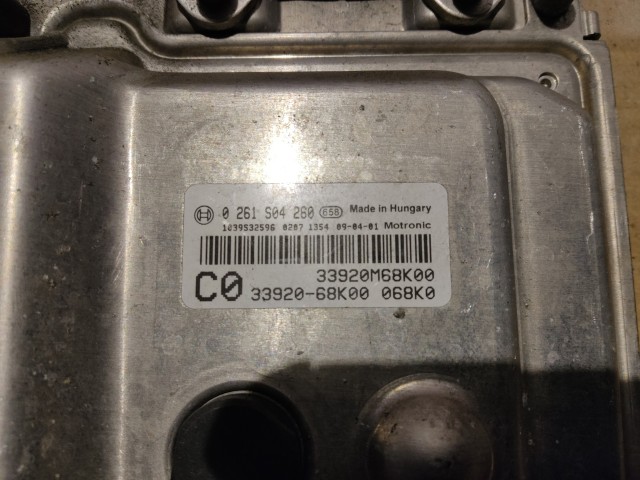 0 261 S04 260 658 Made in Hungary
1039S32596 0207 1354 09-04-01 Motronic
33920M68K00
C0 33920-68K00 068K0